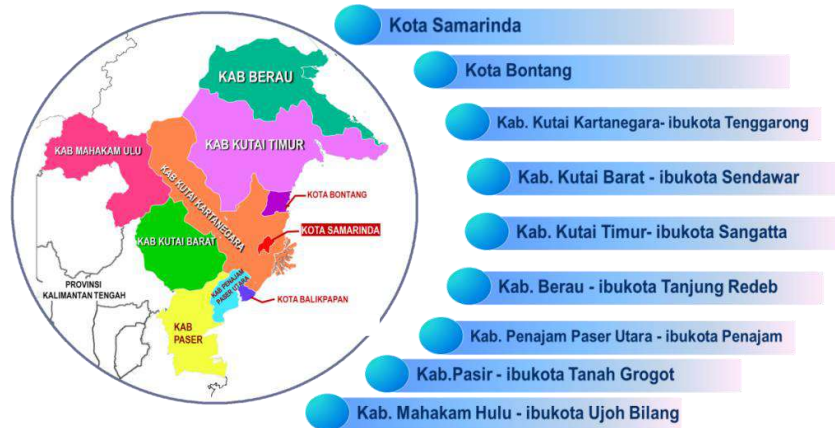 KAB BERAU
KAB KUTAI TIMUR
KAB MAHAKAM ULU
KAB KUTAI KARTANEGARA
KOTA BONTANG
KOTA SAMARINDA
KAB KUTAI BARAT
KAB PENAJAM
PASER UTARA
PROVINSI
KALIMANTAN TENGAH
KOTA BALIKPAPAN
KAB
PASER
Kota Samarinda
Kota Bontang
Kab. Kutai Kartanegara- ibukota Tenggarong
Kab. Kutai Barat - ibukota Sendawar
Kab. Kutai Timur- ibukota Sangatta
Kab. Berau - ibukota Tanjung Redeb
Kab. Penajam Paser Utara - ibukota Penajam
Kab.Pasir - ibukota Tanah Grogot
Kab. Mahakam Hulu - ibukota Ujoh Bilang